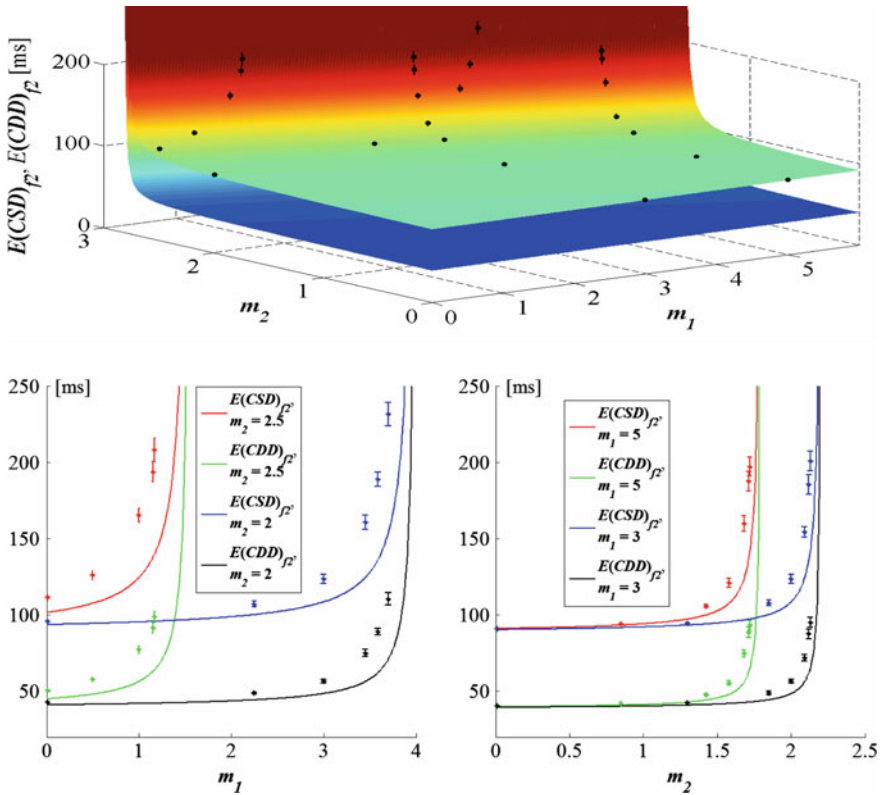 E(CSD)f2, E(CDD)f2 [ms]
200
100
0
3
2
1
0
m2
0
1
2
3
4
5
m1
[ms]
250
200
150
100
50
0
1
2
3
4
m1
E(CSD)f2,
m2 = 2.5
E(CDD)f2,
m2 = 2.5
E(CSD)f2,
m2 = 2
E(CDD)f2,
m2 = 2
[ms]
250
200
150
100
50
0
0.5
1
1.5
2
2.5
m2
E(CSD)f2,
m1 = 5
E(CDD)f2,
m1 = 5
E(CSD)f2,
m1 = 3
E(CDD)f2,
m1 = 3